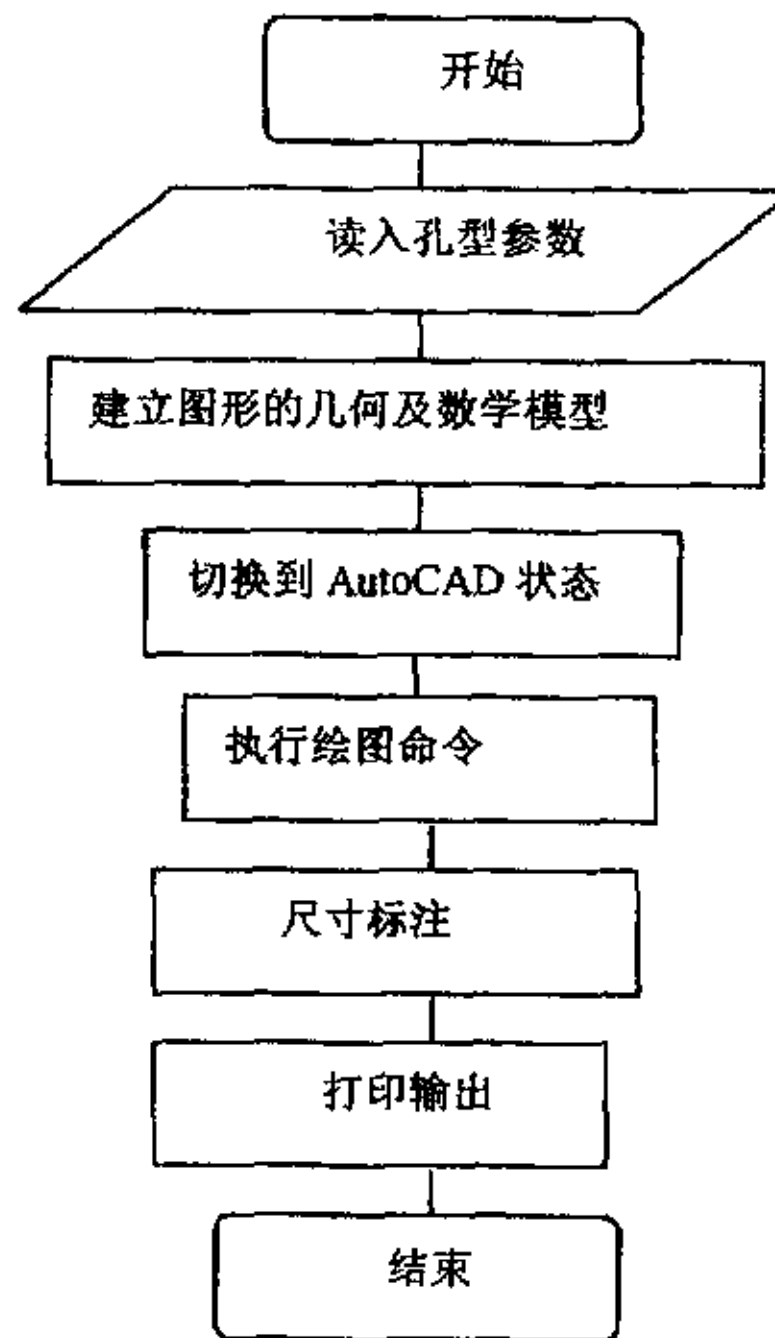 开始
读入孔型参数
建立图形的几何及数学模型
切换到 AutoCAD 状态
执行绘图命令
尺寸标注
打印输出
结束